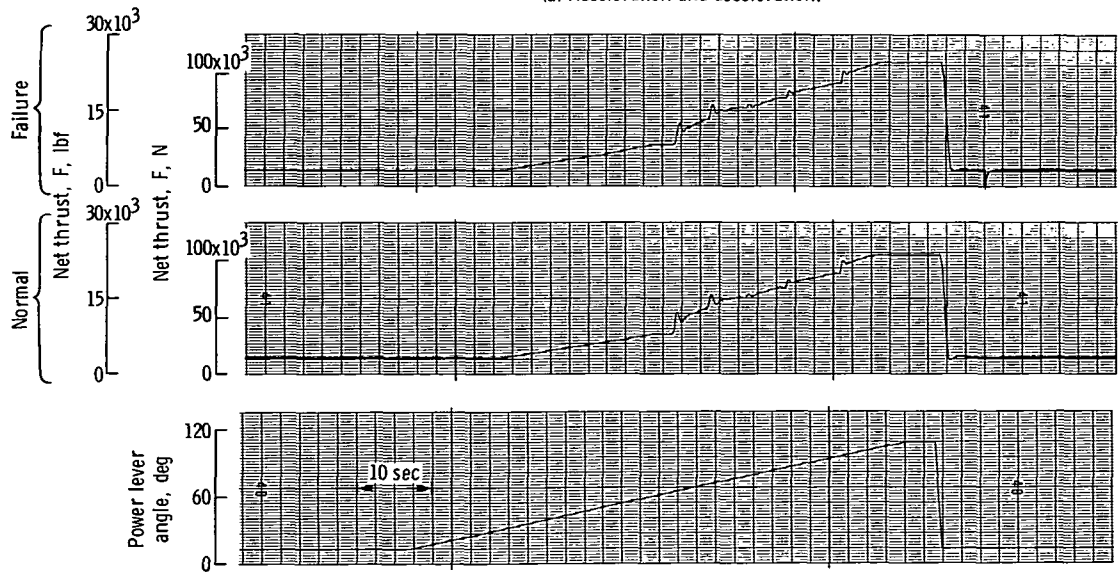 Failure
Net thrust, F, lbf
30x10³
15
0
Net thrust, F, N
100x10³
50
0
Normal
30x10³
15
0
100x10³
50
0
Power lever
angle, deg
120
60
0
10 sec